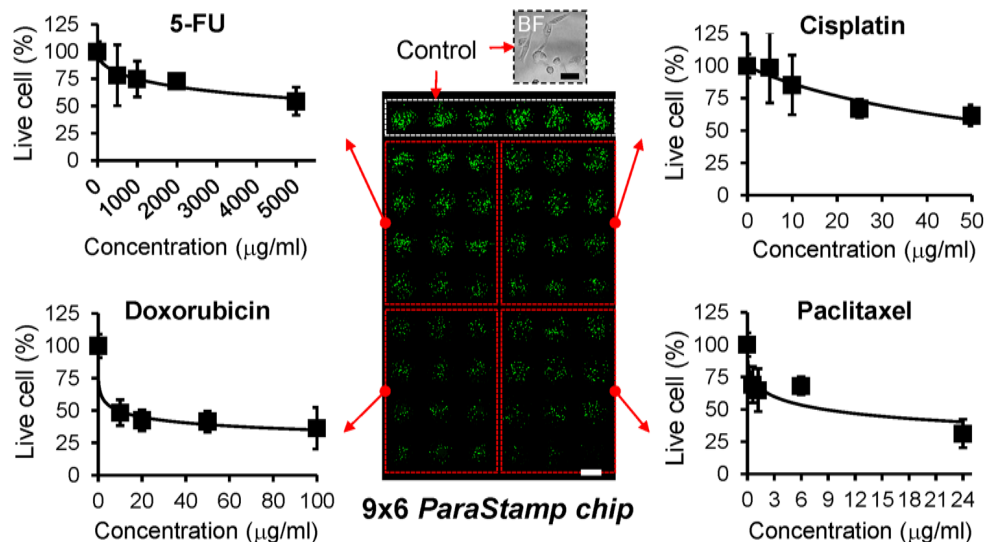 5-FU
Live cell (%)
125
100
75
50
25
0
0
1000
2000
3000
4000
5000
Concentration (μg/ml)
Control
BF
Cisplatin
Live cell (%)
125
100
75
50
25
0
0 10 20 30 40 50
Concentration (μg/ml)
Doxorubicin
Live cell (%)
125
100
75
50
25
0
0 20 40 60 80 100
Concentration (μg/ml)
9x6 ParaStamp chip
Paclitaxel
Live cell (%)
125
100
75
50
25
0
0 3 6 9 12 15 18 21 24
Concentration (μg/ml)